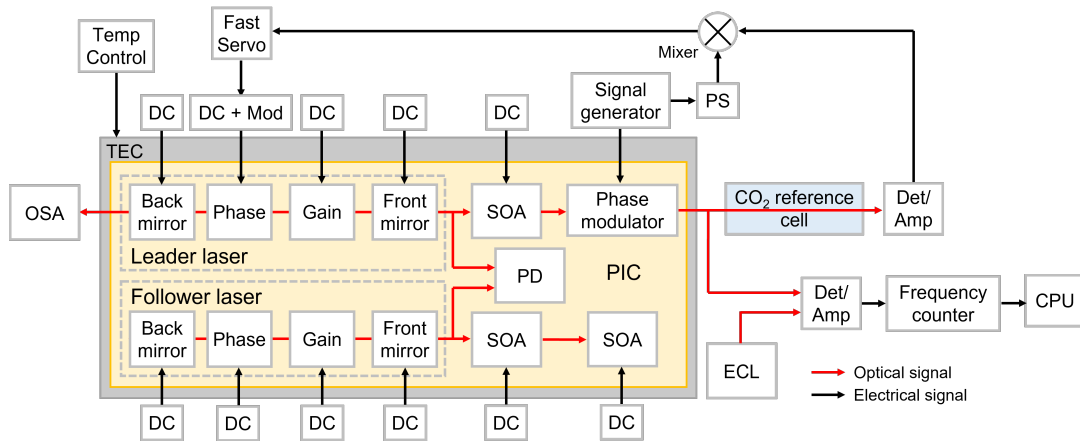 Temp
Control
Fast
Servo
Mixer
Signal
generator
PS
DC
DC + Mod
DC
DC
DC
TEC
OSA
Back
mirror
Phase
Gain
Front
mirror
SOA
Phase
modulator
CO₂ reference
cell
Det/
Amp
Leader laser
PD
PIC
Follower laser
Back
mirror
Phase
Gain
Front
mirror
SOA
SOA
Det/
Amp
Frequency
counter
CPU
ECL
Optical signal
Electrical signal
DC
DC
DC
DC
DC
DC